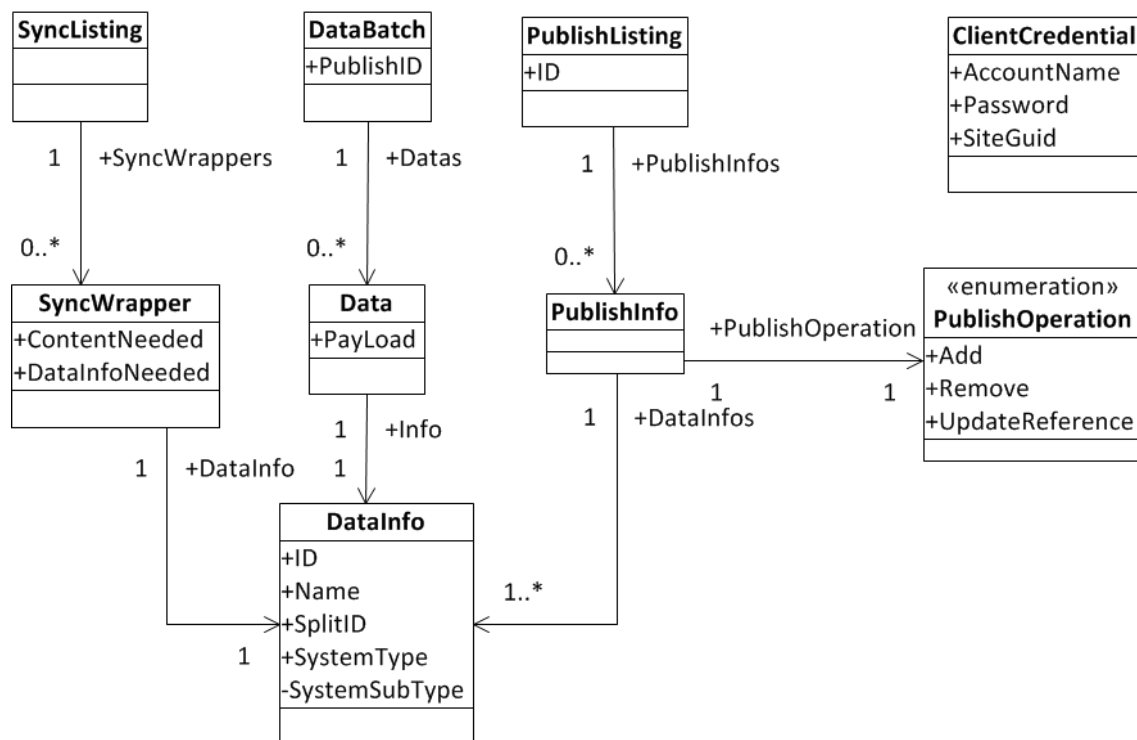 SyncListing
DataBatch
+PublishID
PublishListing
+ID
ClientCredential
+AccountName
+Password
+SiteGuid
1
+SyncWrappers
0..*
1
+Datas
0..*
1
+PublishInfos
0..*
SyncWrapper
+ContentNeeded
+DataInfoNeeded
Data
+PayLoad
PublishInfo
+PublishOperation
1
1
«enumeration»
PublishOperation
+Add
+Remove
+UpdateReference
1
+DataInfo
1
1
+Info
1
1
+DataInfos
1..*
DataInfo
+ID
+Name
+SplitID
+SystemType
-SystemSubType